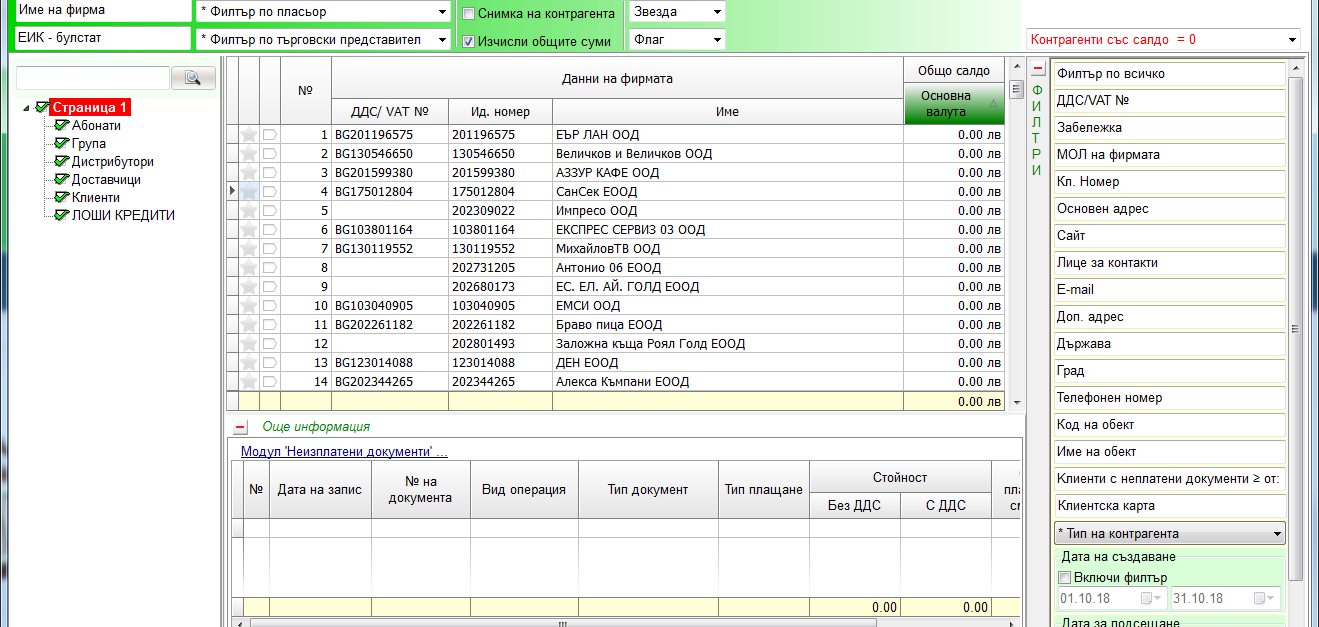 Име на фирма
* Филтър по пласьор
Снимка на контрагента
Звезда
ЕИК - булстат
* Филтър по търговски представител
Изчисли общите суми
Флаг
Контрагенти със салдо = 0
Страница 1
Абонати
Група
Дистрибутори
Доставчици
Клиенти
ЛОШИ КРЕДИТИ
№
Данни на фирмата
Общо салдо
ДДС/ VAT №
Ид. номер
Име
Основна
валута
1 BG201196575 201196575 ЕЪР ЛАН ООД 0.00 лв
2 BG130546650 130546650 Величков и Величков ООД 0.00 лв
3 BG201599380 201599380 АЗЗУР КАФЕ ООД 0.00 лв
4 BG175012804 175012804 СанСек ЕООД 0.00 лв
5 202309022 Импресо ООД 0.00 лв
6 BG103801164 103801164 ЕКСПРЕС СЕРВИЗ 03 ООД 0.00 лв
7 BG130119552 130119552 МихайловТВ ООД 0.00 лв
8 202731205 Антонио 06 ЕООД 0.00 лв
9 202680173 ЕС. ЕЛ. АЙ. ГОЛД ЕООД 0.00 лв
10 BG103040905 103040905 ЕМСИ ООД 0.00 лв
11 BG202261182 202261182 Браво пица ЕООД 0.00 лв
12 202801493 Заложна къща Роял Голд ЕООД 0.00 лв
13 BG123014088 123014088 ДЕН ЕООД 0.00 лв
14 BG202344265 202344265 Алекса Къмпани ЕООД 0.00 лв
0.00 лв
Още информация
Модул 'Неизплатени документи' ...
№
Дата на запис
№ на
документа
Вид операция
Тип документ
Тип плащане
Стойност
Без ДДС
С ДДС
0.00
0.00
ФИЛТРИ
Филтър по всичко
ДДС/VAT №
Забележка
МОЛ на фирмата
Кл. Номер
Основен адрес
Сайт
Лице за контакти
E-mail
Доп. адрес
Държава
Град
Телефонен номер
Код на обект
Име на обект
Клиенти с неплатени документи ≥ от:
Клиентска карта
* Тип на контрагента
Дата на създаване
Включи филтър
01.10.18
31.10.18
Дата за подсещане